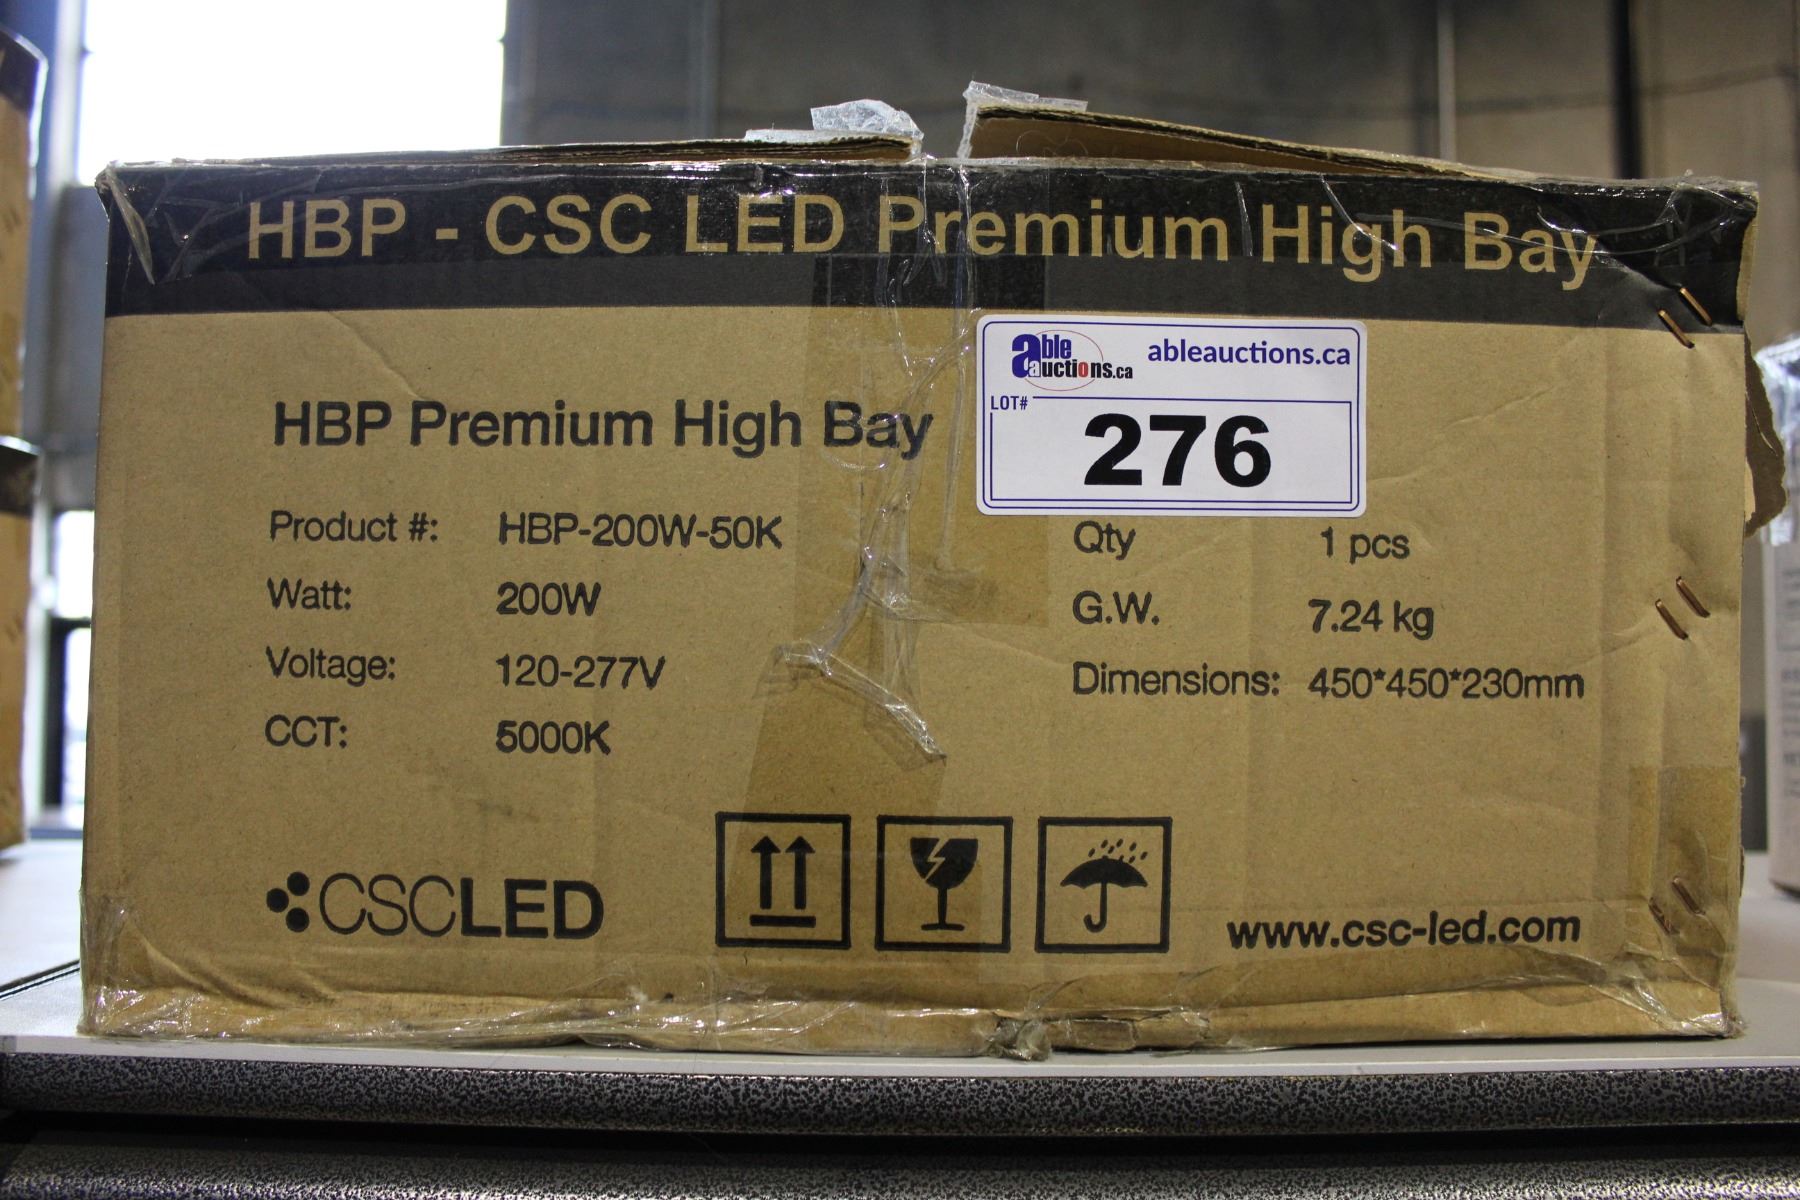 HBP - CSC LED Premium High Bay
able auctions.ca
ableauctions.ca
LOT#
276
HBP Premium High Bay
Product #: HBP-200W-50K
Watt: 200W
Voltage: 120-277V
CCT: 5000K
Qty 1 pcs
G.W. 7.24 kg
Dimensions: 450*450*230mm
CSCLED
www.csc-led.com